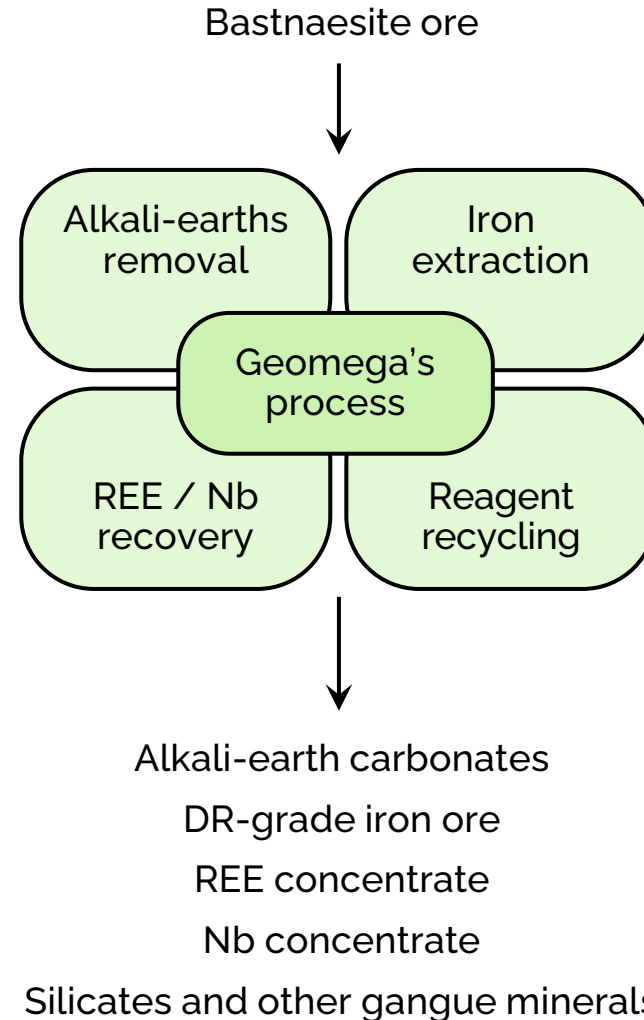 Bastnaesite ore
Alkali-earths
removal
Iron
extraction
Geomega’s
process
REE / Nb
recovery
Reagent
recycling
Alkali-earth carbonates
DR-grade iron ore
REE concentrate
Nb concentrate
Silicates and other gangue minerals